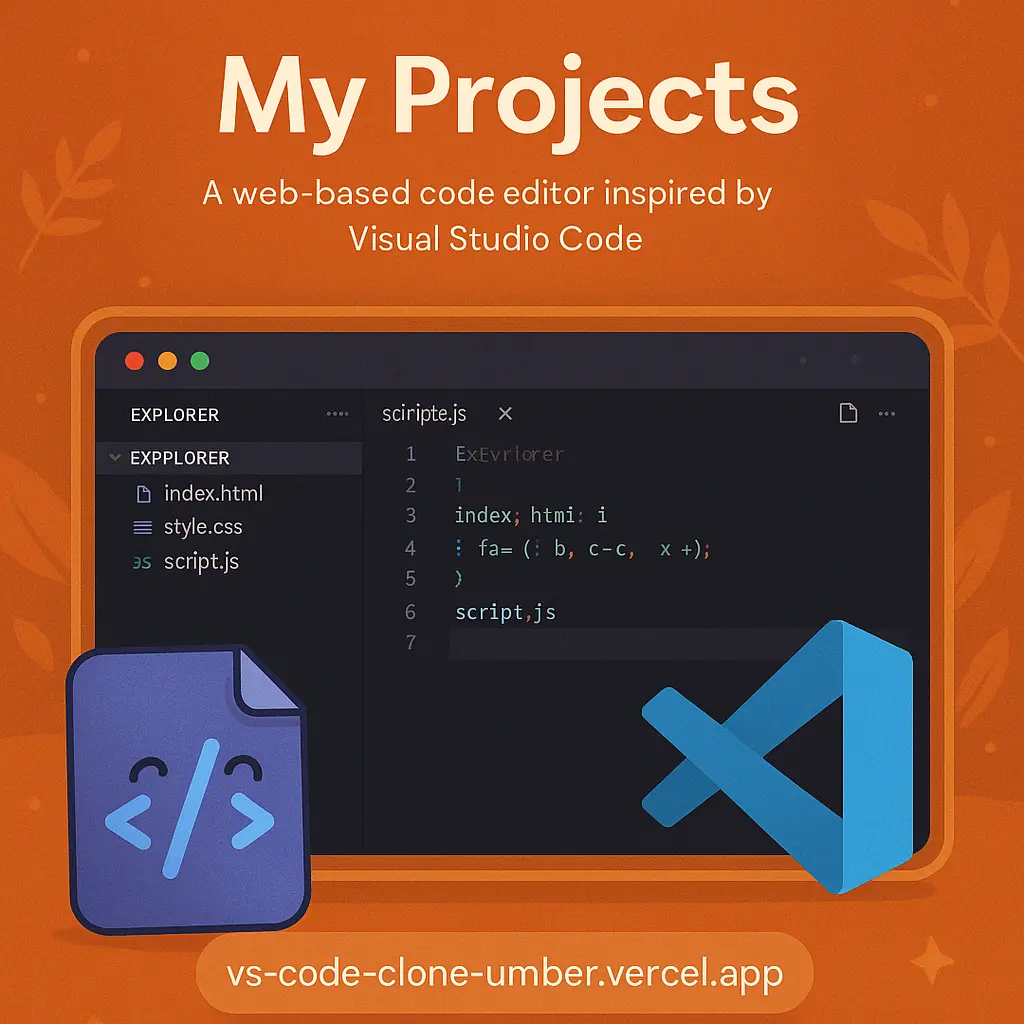 My Projects
A web-based code editor inspired by
Visual Studio Code
EXPLORER
sciripte.js
EXPPLORER
index.html
style.css
script.js
1 ExEvrlorer
2 ]
3 index; htmi: i
4 : fa= (: b, c-c, x +);
5 }
6 script,js
7
</>
vs-code-clone-umber.vercel.app